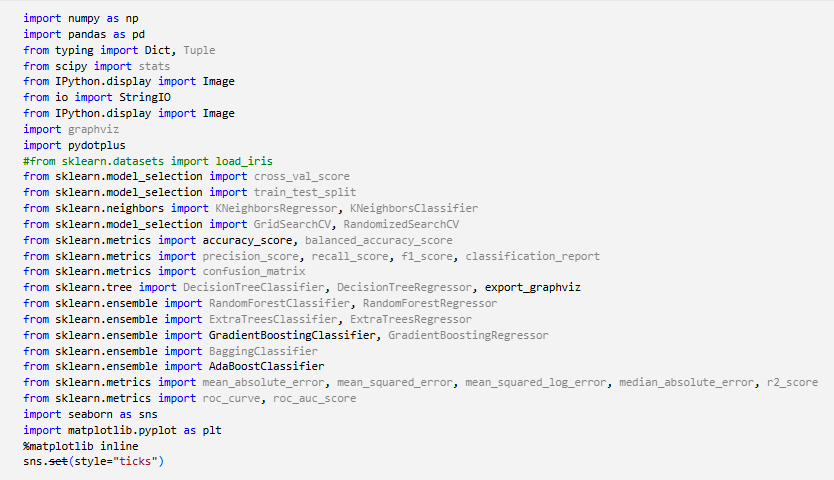 import numpy as np
import pandas as pd
from typing import Dict, Tuple
from scipy import stats
from IPython.display import Image
from io import StringIO
from IPython.display import Image
import graphviz
import pydotplus
#from sklearn.datasets import load_iris
from sklearn.model_selection import cross_val_score
from sklearn.model_selection import train_test_split
from sklearn.neighbors import KNeighborsRegressor, KNeighborsClassifier
from sklearn.model_selection import GridSearchCV, RandomizedSearchCV
from sklearn.metrics import accuracy_score, balanced_accuracy_score
from sklearn.metrics import precision_score, recall_score, f1_score, classification_report
from sklearn.metrics import confusion_matrix
from sklearn.tree import DecisionTreeClassifier, DecisionTreeRegressor, export_graphviz
from sklearn.ensemble import RandomForestClassifier, RandomForestRegressor
from sklearn.ensemble import ExtraTreesClassifier, ExtraTreesRegressor
from sklearn.ensemble import GradientBoostingClassifier, GradientBoostingRegressor
from sklearn.ensemble import BaggingClassifier
from sklearn.ensemble import AdaBoostClassifier
from sklearn.metrics import mean_absolute_error, mean_squared_error, mean_squared_log_error, median_absolute_error, r2_score
from sklearn.metrics import roc_curve, roc_auc_score
import seaborn as sns
import matplotlib.pyplot as plt
%matplotlib inline
sns.set(style="ticks")